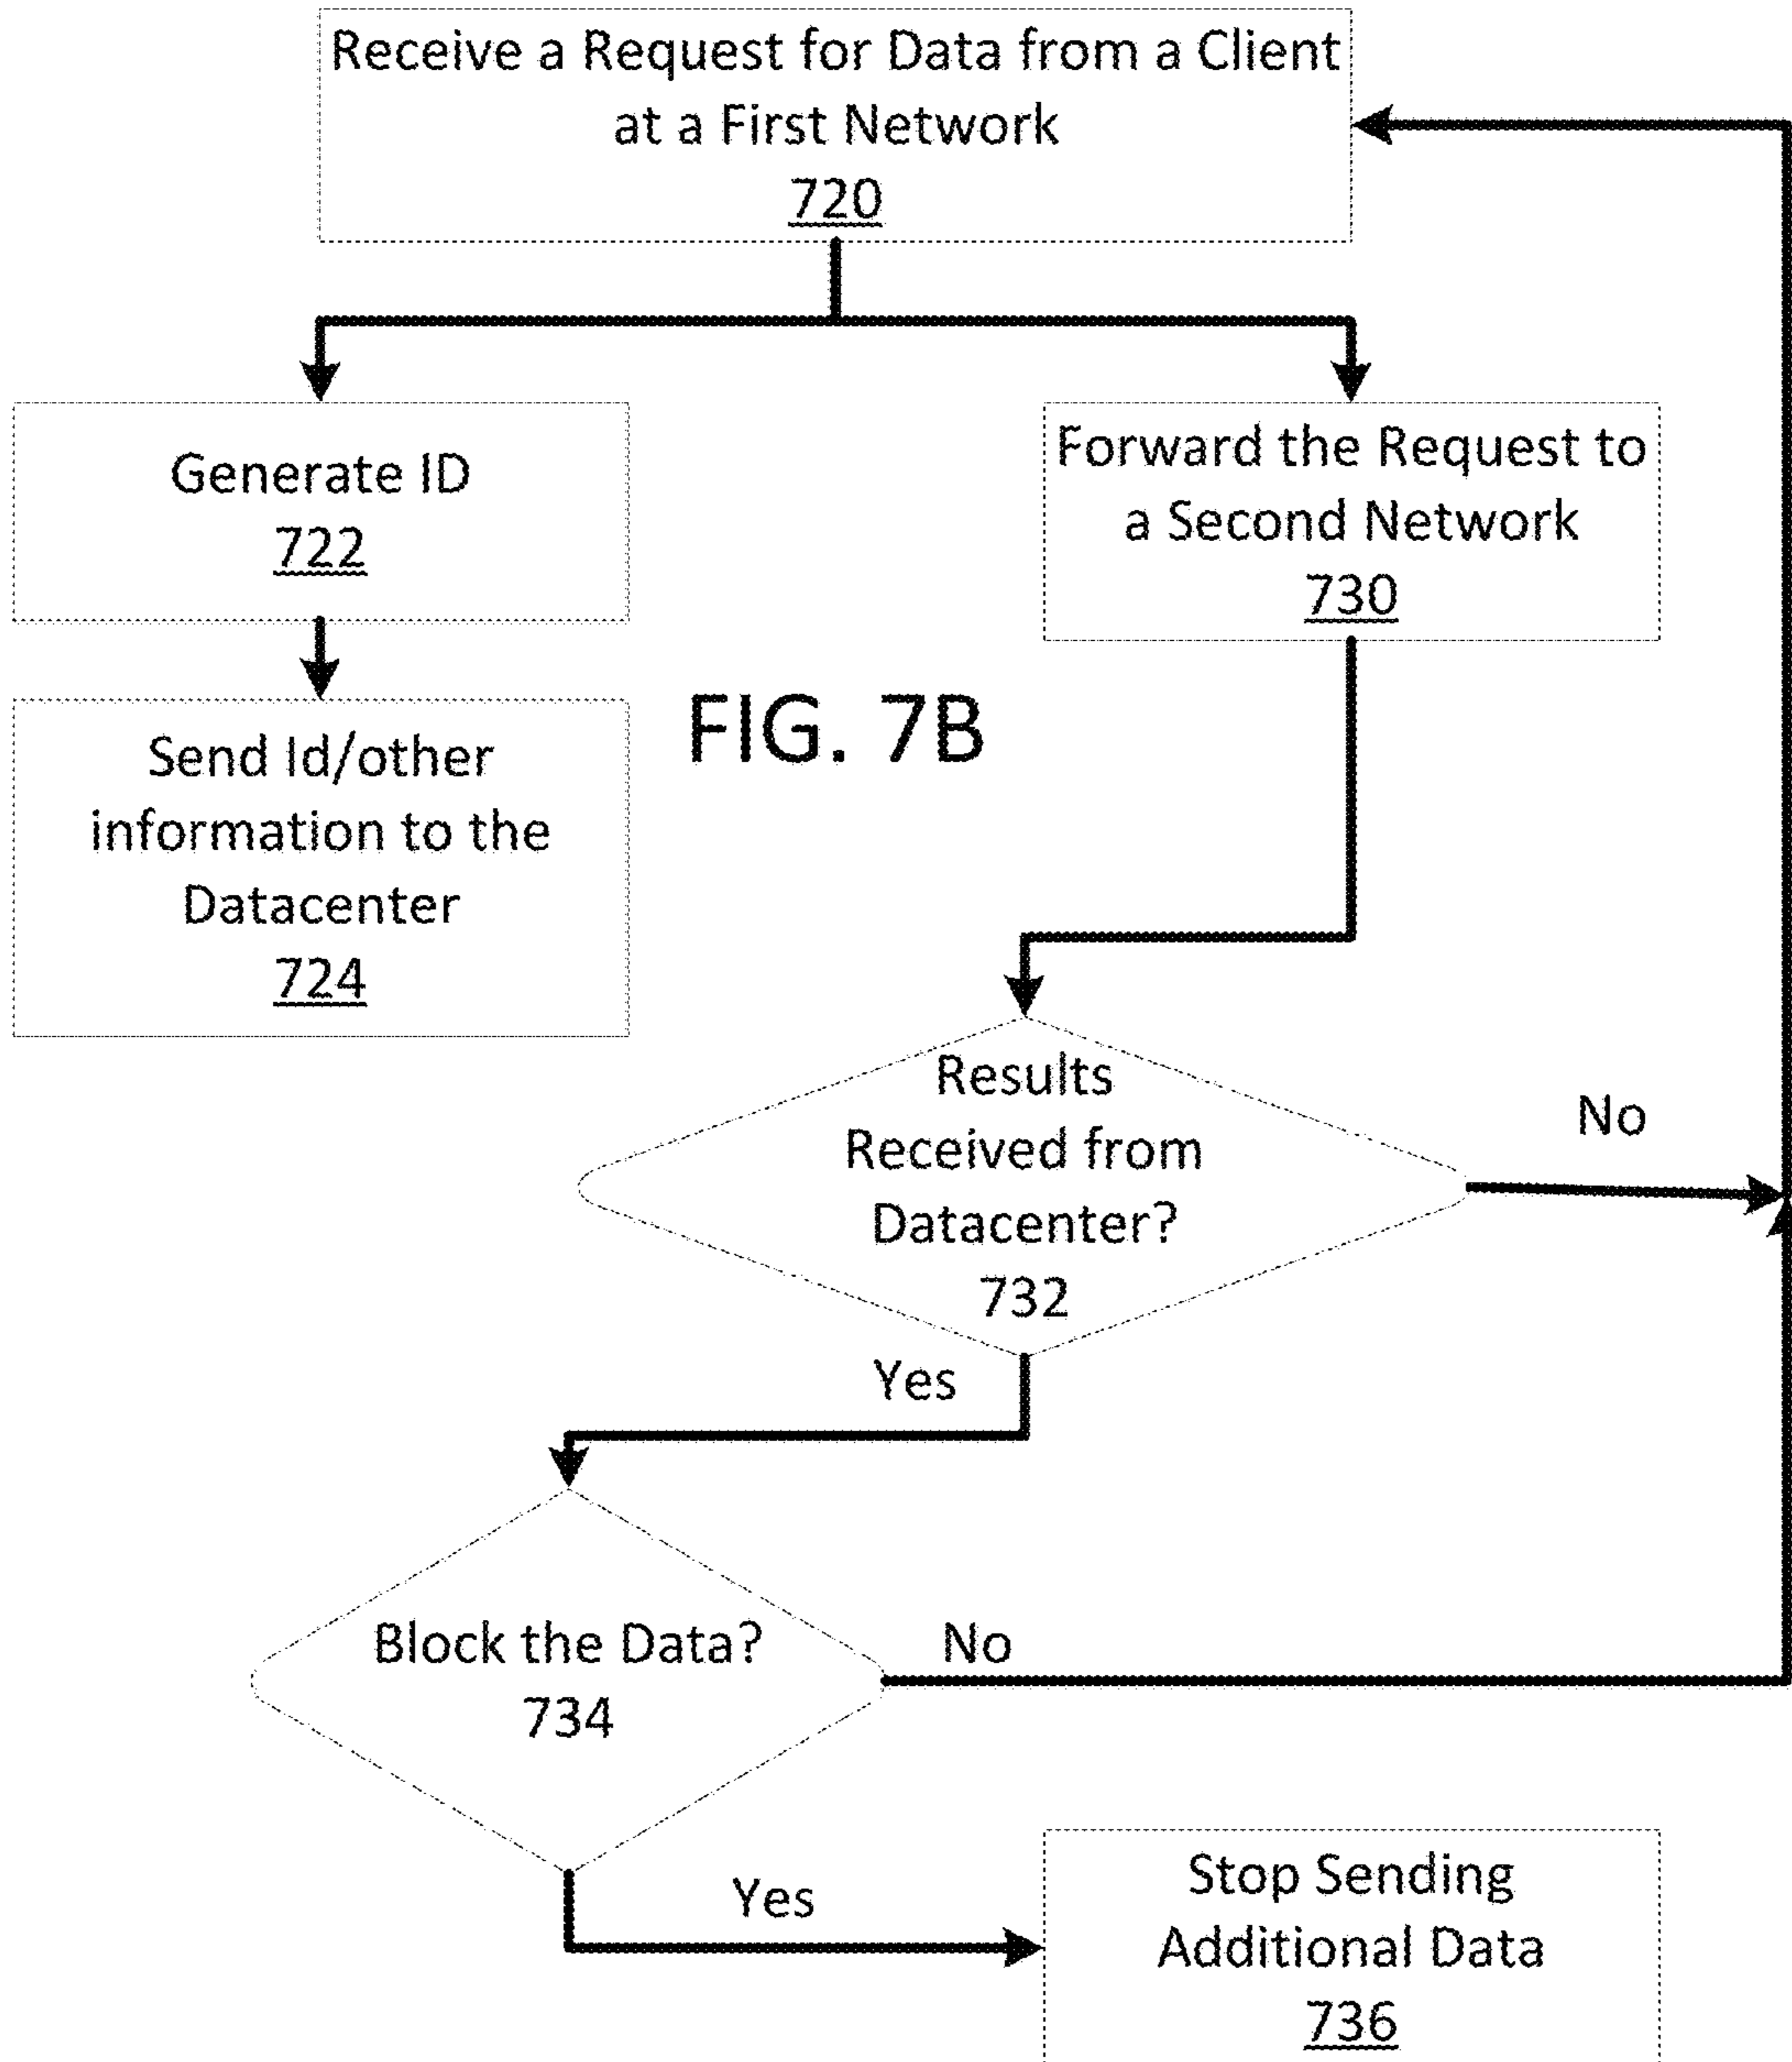 Receive a Request for Data from a Client
at a First Network
720
Generate ID
722
Forward the Request to
a Second Network
730
FIG. 7B
Send Id/other
information to the
Datacenter
724
Results
Received from
Datacenter?
732
No
Yes
Block the Data?
734
No
Yes
Stop Sending
Additional Data
736